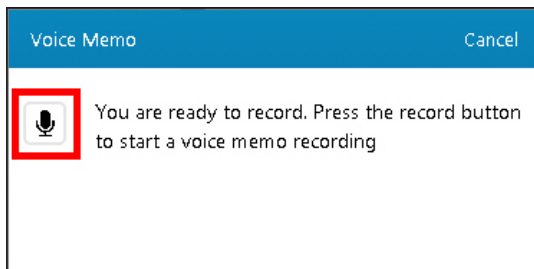 Voice Memo Cancel
You are ready to record. Press the record button
to start a voice memo recording